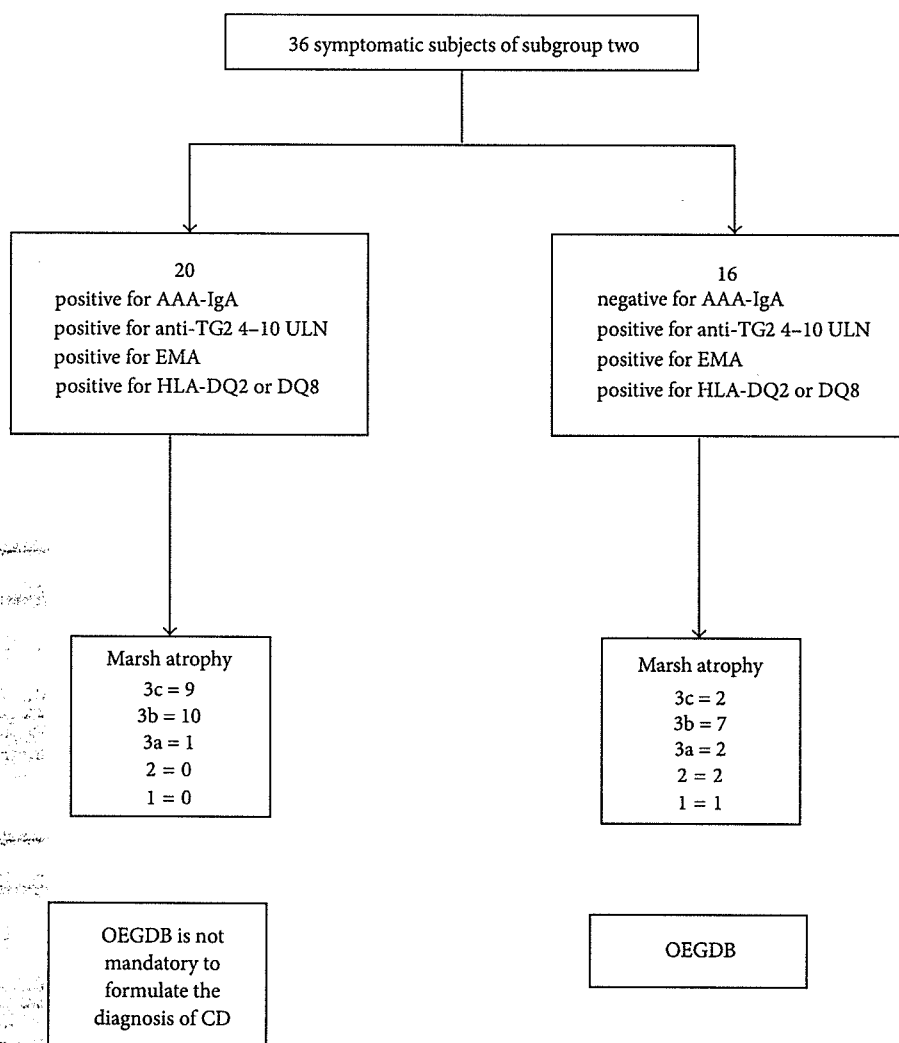 36 symptomatic subjects of subgroup two
20
positive for AAA-IgA
positive for anti-TG2 4–10 ULN
positive for EMA
positive for HLA-DQ2 or DQ8
16
negative for AAA-IgA
positive for anti-TG2 4–10 ULN
positive for EMA
positive for HLA-DQ2 or DQ8
Marsh atrophy
3c = 9
3b = 10
3a = 1
2 = 0
1 = 0
Marsh atrophy
3c = 2
3b = 7
3a = 2
2 = 2
1 = 1
OEGDB is not
mandatory to
formulate the
diagnosis of CD
OEGDB